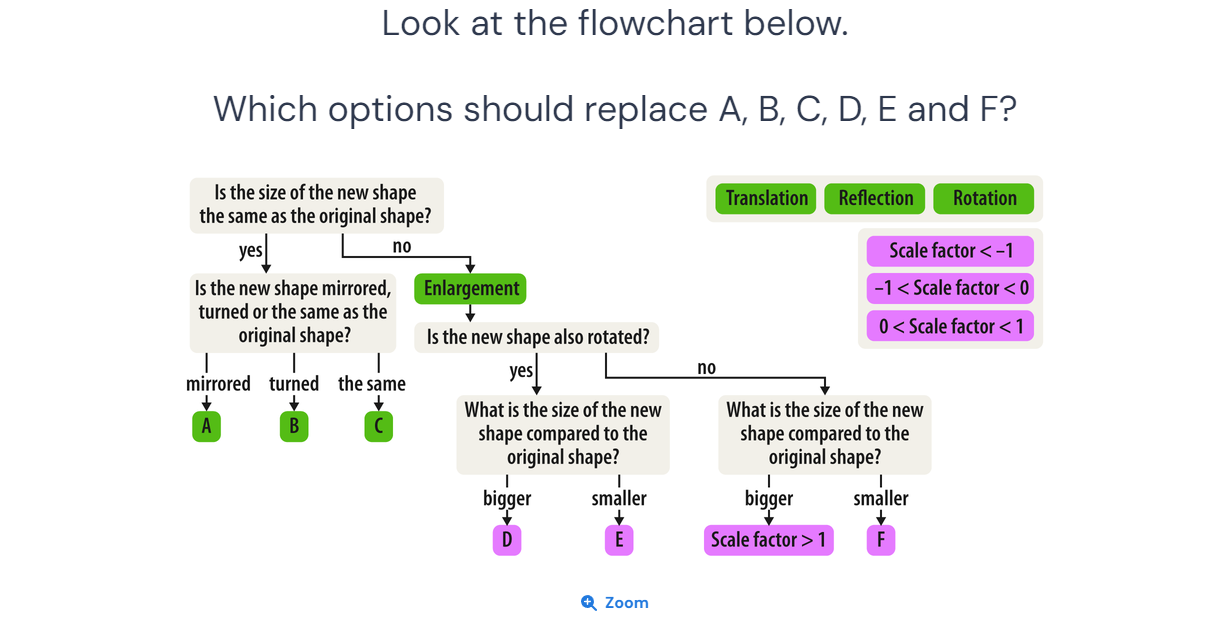 Look at the flowchart below.
Which options should replace A, B, C, D, E and F?
Is the size of the new shape
the same as the original shape?
yes
no
Is the new shape mirrored,
turned or the same as the
original shape?
mirrored
turned
the same
A
B
C
Enlargement
Is the new shape also rotated?
yes
no
What is the size of the new
shape compared to the
original shape?
bigger
smaller
D
E
What is the size of the new
shape compared to the
original shape?
bigger
smaller
Scale factor > 1
F
Translation
Reflection
Rotation
Scale factor < –1
–1 < Scale factor < 0
0 < Scale factor < 1
Zoom